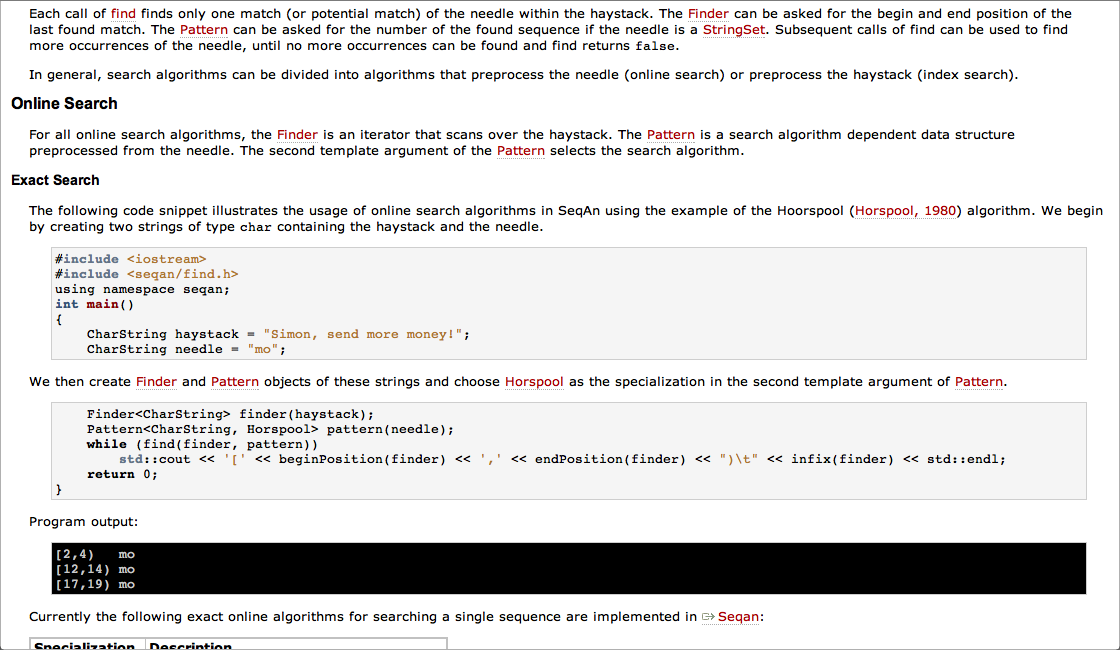 Each call of find finds only one match (or potential match) of the needle within the haystack. The Finder can be asked for the begin and end position of the
last found match. The Pattern can be asked for the number of the found sequence if the needle is a StringSet. Subsequent calls of find can be used to find
more occurrences of the needle, until no more occurrences can be found and find returns false.
In general, search algorithms can be divided into algorithms that preprocess the needle (online search) or preprocess the haystack (index search).
Online Search
For all online search algorithms, the Finder is an iterator that scans over the haystack. The Pattern is a search algorithm dependent data structure
preprocessed from the needle. The second template argument of the Pattern selects the search algorithm.
Exact Search
The following code snippet illustrates the usage of online search algorithms in SeqAn using the example of the Hoorspool (Horspool, 1980) algorithm. We begin
by creating two strings of type char containing the haystack and the needle.
#include <iostream>
#include <seqan/find.h>
using namespace seqan;
int main()
{
    CharString haystack = "Simon, send more money!";
    CharString needle = "mo";
We then create Finder and Pattern objects of these strings and choose Horspool as the specialization in the second template argument of Pattern.
    Finder<CharString> finder(haystack);
    Pattern<CharString, Horspool> pattern(needle);
    while (find(finder, pattern))
        std::cout << '[' << beginPosition(finder) << ',' << endPosition(finder) << ")\t" << infix(finder) << std::endl;
    return 0;
}
Program output:
[2,4)   mo
[12,14) mo
[17,19) mo
Currently the following exact online algorithms for searching a single sequence are implemented in Seqan:
Specialization Description